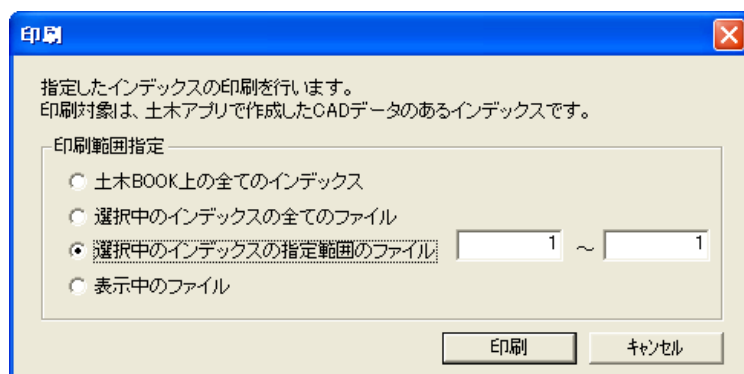 印刷
指定したインデックスの印刷を行います。
印刷対象は、土木アプリで作成したCADデータのあるインデックスです。
印刷範囲指定
土木BOOK上の全てのインデックス
選択中のインデックスの全てのファイル
選択中のインデックスの指定範囲のファイル 1 ～ 1
表示中のファイル
印刷 キャンセル